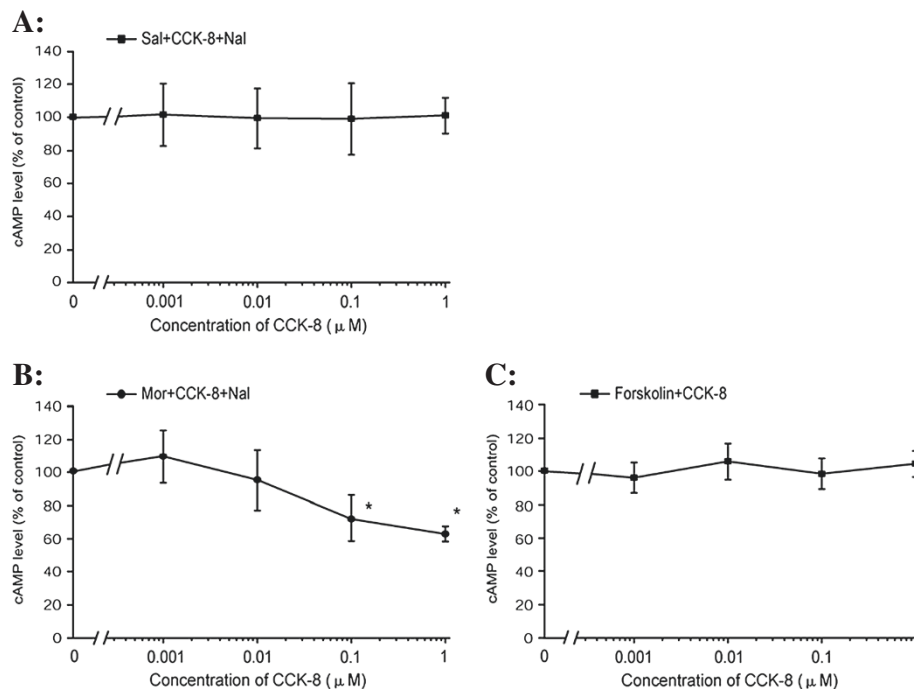 A:
Sal+CCK-8+Nal
140
120
100
80
60
40
20
0
cAMP level (% of control)
0 0.001 0.01 0.1 1
Concentration of CCK-8 ( μ M)
B:
Mor+CCK-8+Nal
140
120
100
80
60
40
20
0
cAMP level (% of control)
* *
0 0.001 0.01 0.1 1
Concentration of CCK-8 ( μ M)
C:
Forskolin+CCK-8
140
120
100
80
60
40
20
0
cAMP level (% of control)
0 0.001 0.01 0.1 1
Concentration of CCK-8 ( μ M)